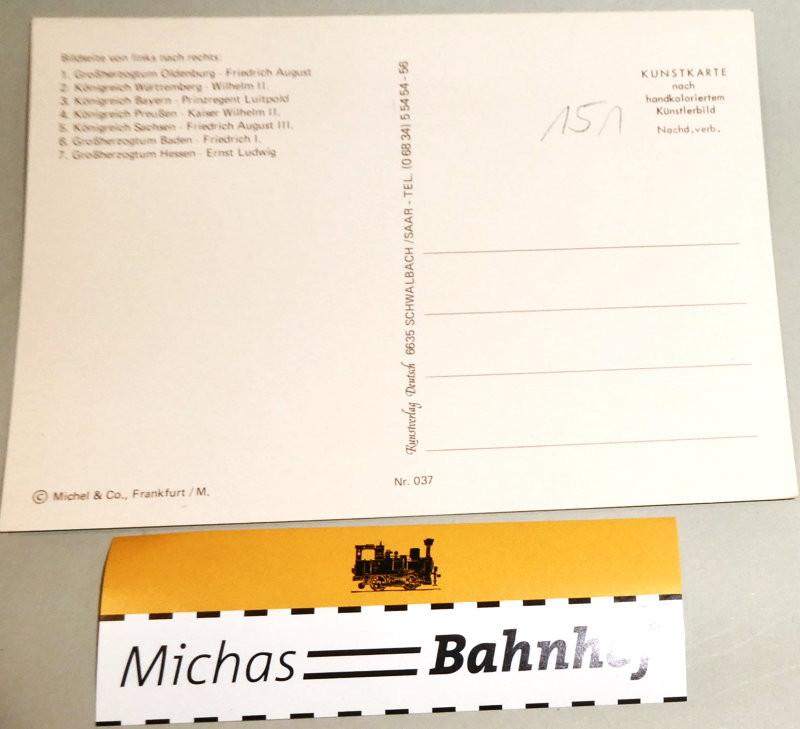 Bildseite von links nach rechts:
1. Großherzogtum Oldenburg - Friedrich August
2. Königreich Württemberg - Wilhelm II.
3. Königreich Bayern - Prinzregent Luitpold
4. Königreich Preußen - Kaiser Wilhelm II.
5. Königreich Sachsen - Friedrich August III.
6. Großherzogtum Baden - Friedrich I.
7. Großherzogtum Hessen - Ernst Ludwig
© Michel & Co., Frankfurt / M.
Kunstverlag Deutsch 6635 SCHWALBACH / SAAR - TEL. (0 68 34) 5 54 54 - 56
Nr. 037
KUNSTKARTE
nach
handkoloriertem
Künstlerbild
Nachd. verb.
151
Michas Bahnhof